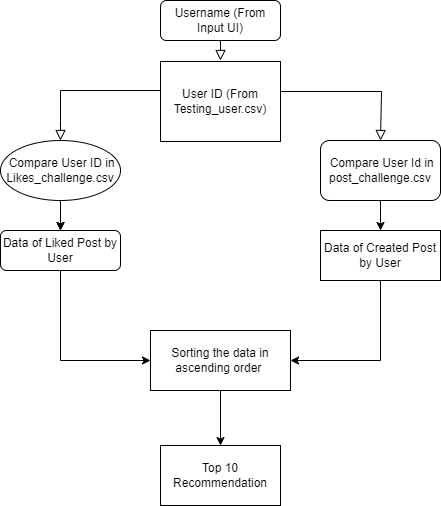 Username (From
Input UI)
User ID (From
Testing_user.csv)
Compare User ID in
Likes_challenge.csv
Compare User Id in
post_challenge.csv
Data of Liked Post by
User
Data of Created Post
by User
Sorting the data in
ascending order
Top 10
Recommendation